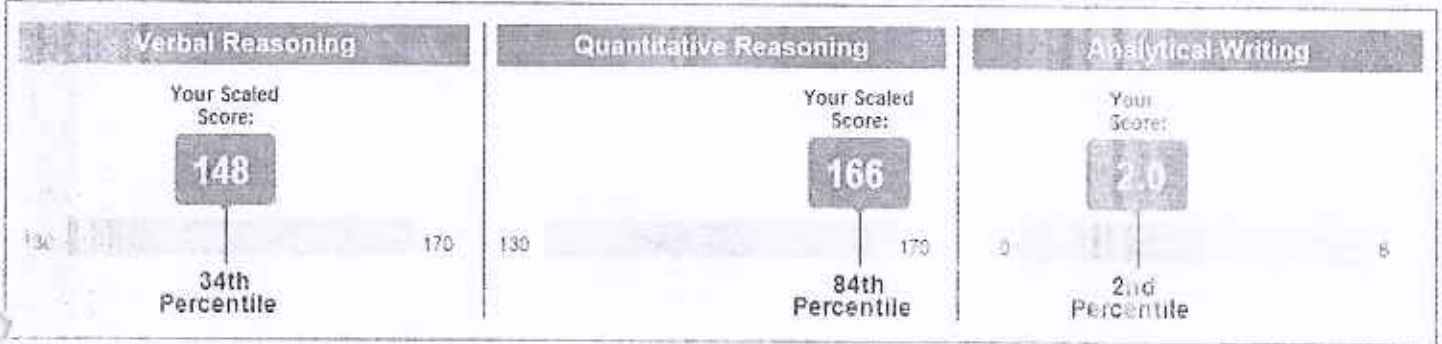 Verbal Reasoning
Your Scaled
Score:
148
130 170
34th
Percentile
Quantitative Reasoning
Your Scaled
Score:
166
130 170
84th
Percentile
Analytical Writing
Your
Score:
2.0
0 6
2nd
Percentile